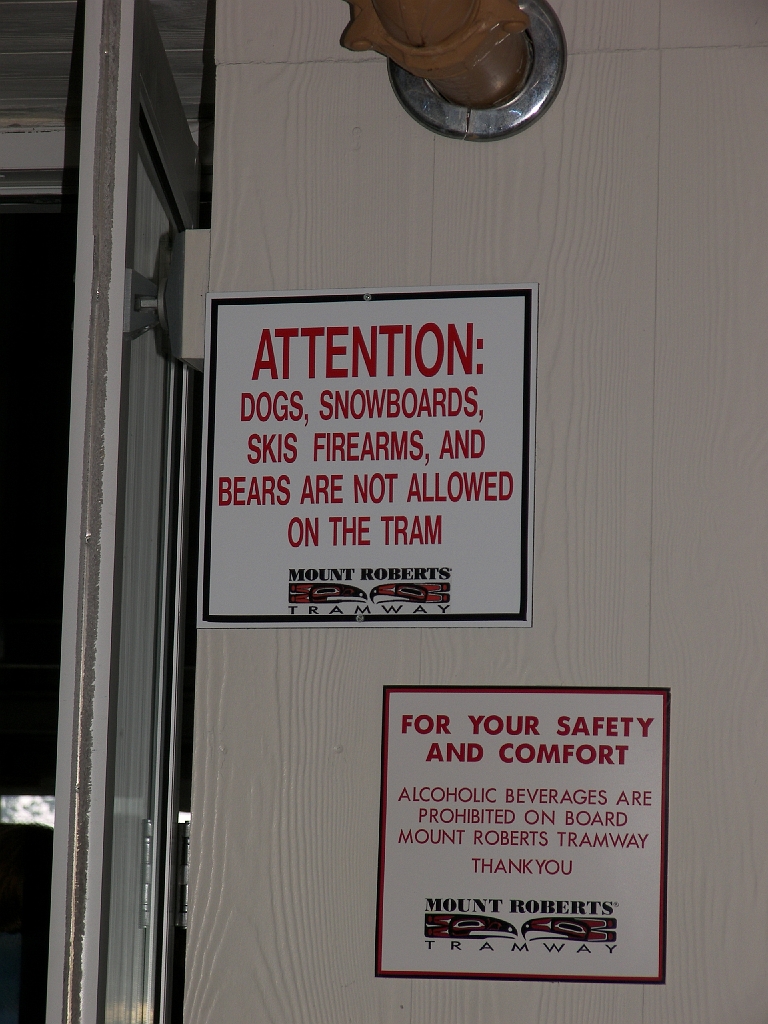 ATTENTION:
DOGS, SNOWBOARDS,
SKIS FIREARMS, AND
BEARS ARE NOT ALLOWED
ON THE TRAM
MOUNT ROBERTS®
TRAMWAY
FOR YOUR SAFETY
AND COMFORT
ALCOHOLIC BEVERAGES ARE
PROHIBITED ON BOARD
MOUNT ROBERTS TRAMWAY
THANKYOU
MOUNT ROBERTS®
TRAMWAY